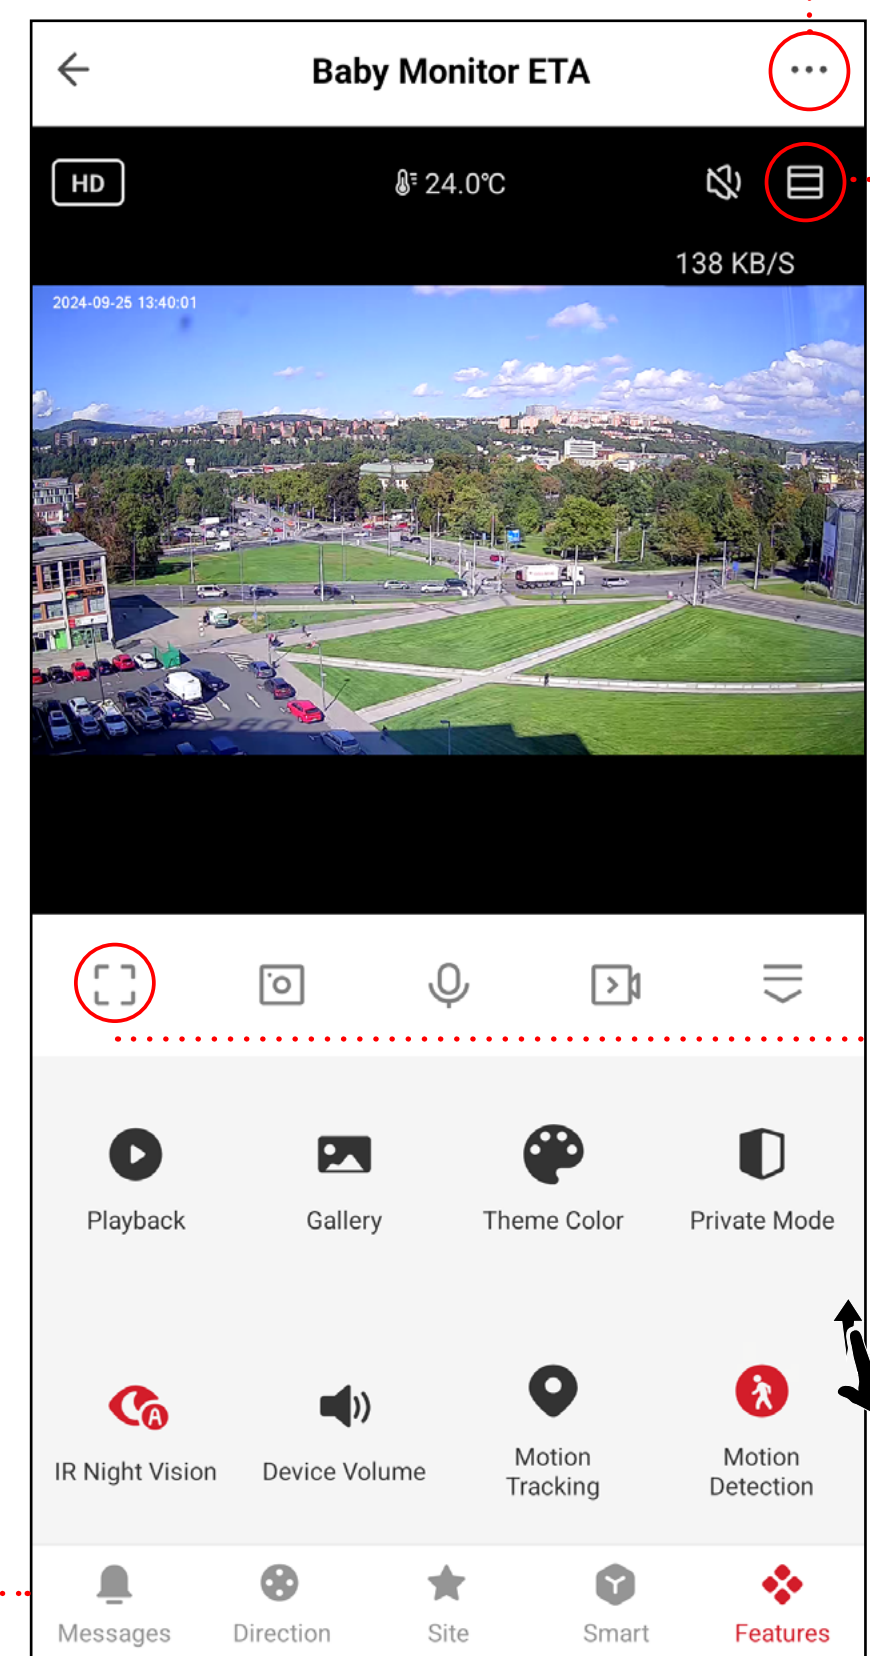 Baby Monitor ETA
HD
24.0°C
138 KB/S
2024-09-25 13:40:01
Playback
Gallery
Theme Color
Private Mode
IR Night Vision
Device Volume
Motion
Tracking
Motion
Detection
Messages
Direction
Site
Smart
Features